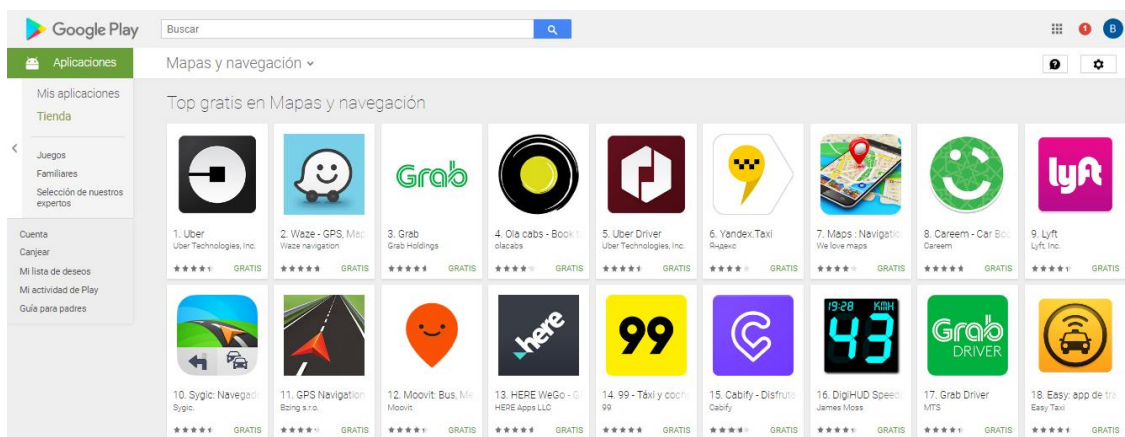 Google Play
Buscar
1
B
Aplicaciones
Mapas y navegación
Mis aplicaciones
Tienda
Juegos
Familiares
Selección de nuestros
expertos
Cuenta
Canjear
Mi lista de deseos
Mi actividad de Play
Guía para padres
Top gratis en Mapas y navegación
Grab
lyft
1. Uber
2. Waze - GPS, Map
3. Grab
4. Ola cabs - Book t
5. Uber Driver
6. Yandex.Taxi
7. Maps : Navigatio
8. Careem - Car Boo
9. Lyft
Uber Technologies, Inc.
Waze navigation
Grab Holdings
olacabs
Uber Technologies, Inc.
Яндекс
We love maps
Careem
Lyft, Inc.
GRATIS
GRATIS
GRATIS
GRATIS
GRATIS
GRATIS
GRATIS
GRATIS
GRATIS
here
99
19:28 KMH
43
Grab
DRIVER
10. Sygic: Navegad
11. GPS Navigation
12. Moovit: Bus, Me
13. HERE WeGo - G
14. 99 - Táxi y coch
15. Cabify - Disfruta
16. DigiHUD Speed
17. Grab Driver
18. Easy: app de tra
Sygic.
Bzing s.r.o.
Moovit
HERE Apps LLC
99
Cabify
James Moss
MTS
Easy Taxi
GRATIS
GRATIS
GRATIS
GRATIS
GRATIS
GRATIS
GRATIS
GRATIS
GRATIS